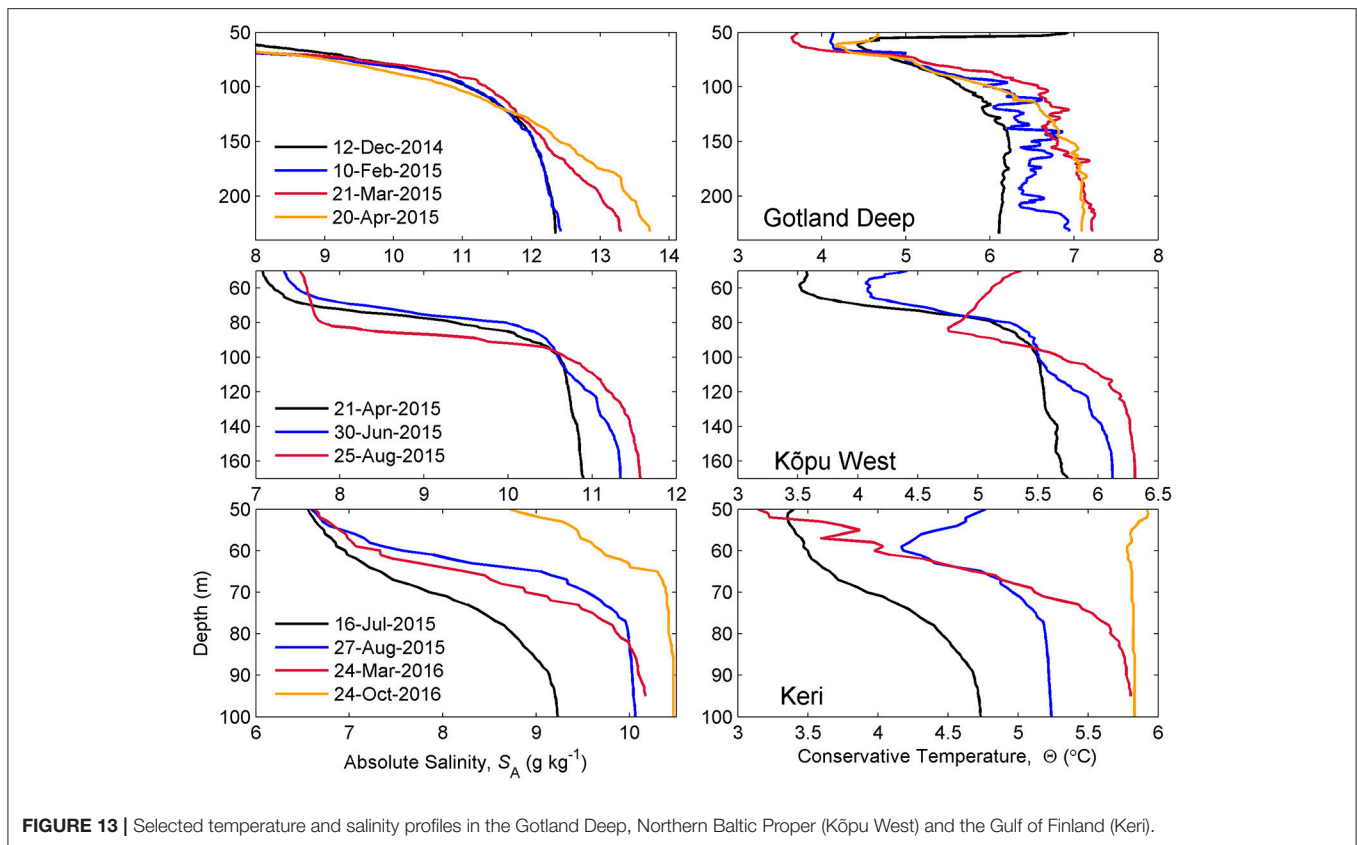 50
100
150
200
12-Dec-2014
10-Feb-2015
21-Mar-2015
20-Apr-2015
8 9 10 11 12 13 14
50
100
150
200
Gotland Deep
3 4 5 6 7 8
60
80
100
120
140
160
21-Apr-2015
30-Jun-2015
25-Aug-2015
7 8 9 10 11 12
60
80
100
120
140
160
Kõpu West
3 3.5 4 4.5 5 5.5 6 6.5
50
60
70
80
90
100
Depth (m)
16-Jul-2015
27-Aug-2015
24-Mar-2016
24-Oct-2016
6 7 8 9 10
Absolute Salinity, S_A (g kg⁻¹)
50
60
70
80
90
100
Keri
3 3.5 4 4.5 5 5.5 6
Conservative Temperature, Θ (°C)
FIGURE 13 | Selected temperature and salinity profiles in the Gotland Deep, Northern Baltic Proper (Kõpu West) and the Gulf of Finland (Keri).